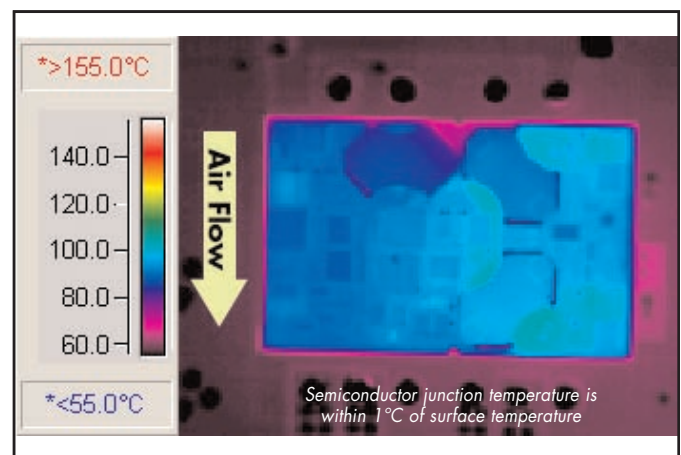 *>155.0°C
140.0-
120.0-
100.0-
80.0-
60.0-
*<55.0°C
Air Flow
Semiconductor junction temperature is
within 1°C of surface temperature